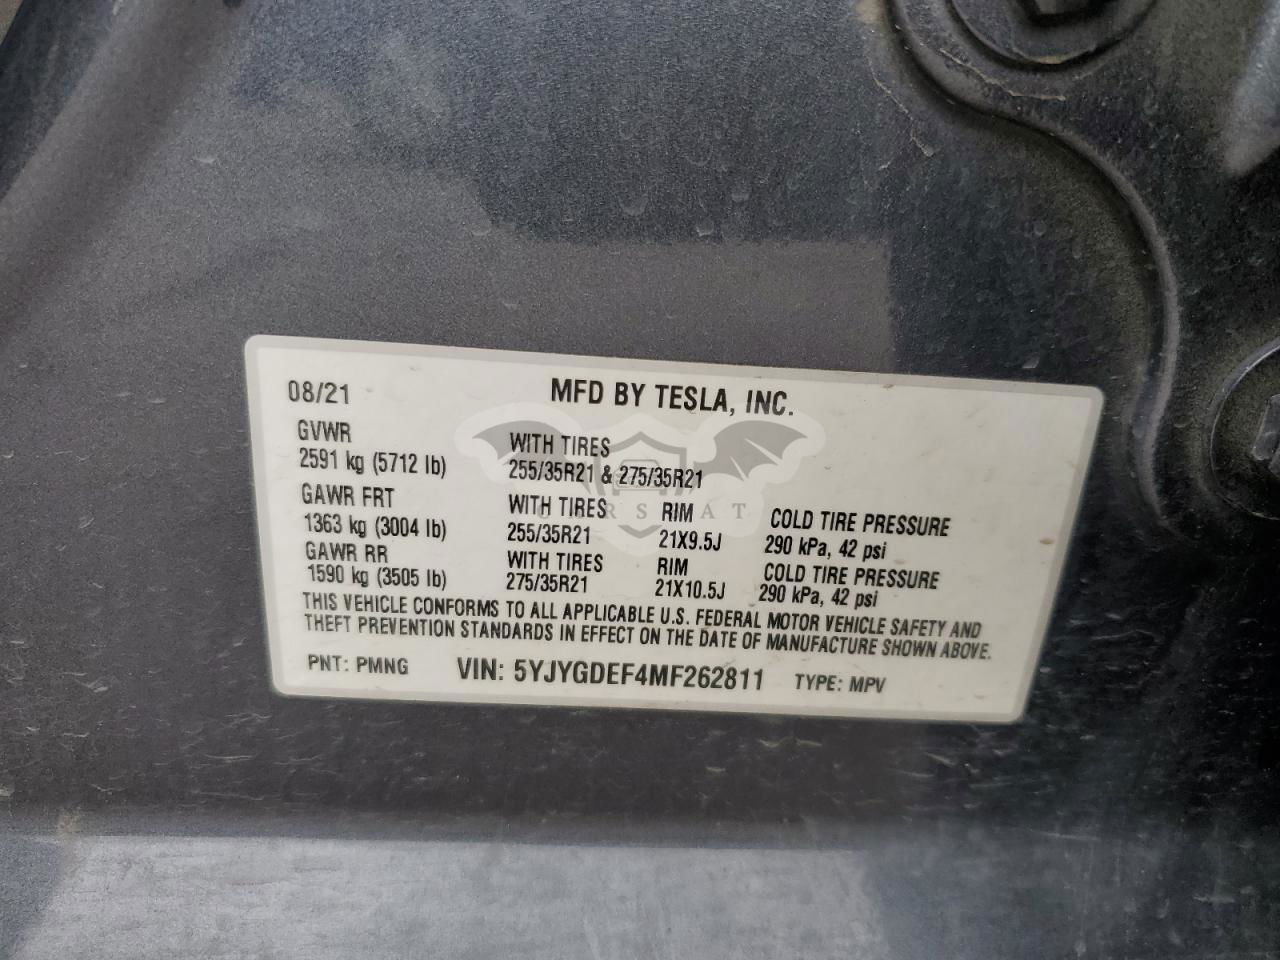 08/21 MFD BY TESLA, INC.
GVWR WITH TIRES
2591 kg (5712 lb) 255/35R21 & 275/35R21
GAWR FRT WITH TIRES RIM COLD TIRE PRESSURE
1363 kg (3004 lb) 255/35R21 21X9.5J 290 kPa, 42 psi
GAWR RR WITH TIRES RIM COLD TIRE PRESSURE
1590 kg (3505 lb) 275/35R21 21X10.5J 290 kPa, 42 psi
THIS VEHICLE CONFORMS TO ALL APPLICABLE U.S. FEDERAL MOTOR VEHICLE SAFETY AND
THEFT PREVENTION STANDARDS IN EFFECT ON THE DATE OF MANUFACTURE SHOWN ABOVE.
PNT: PMNG VIN: 5YJYGDEF4MF262811 TYPE: MPV